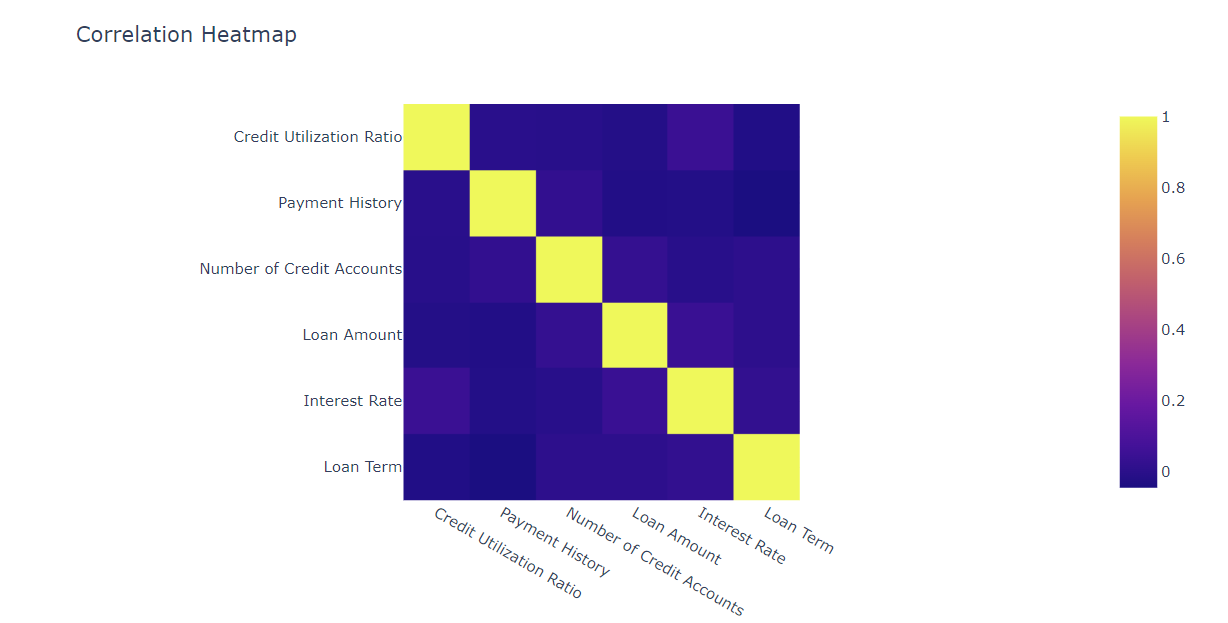 Correlation Heatmap
Credit Utilization Ratio
Payment History
Number of Credit Accounts
Loan Amount
Interest Rate
Loan Term
Credit Utilization Ratio
Payment History
Number of Credit Accounts
Loan Amount
Interest Rate
Loan Term
1
0.8
0.6
0.4
0.2
0